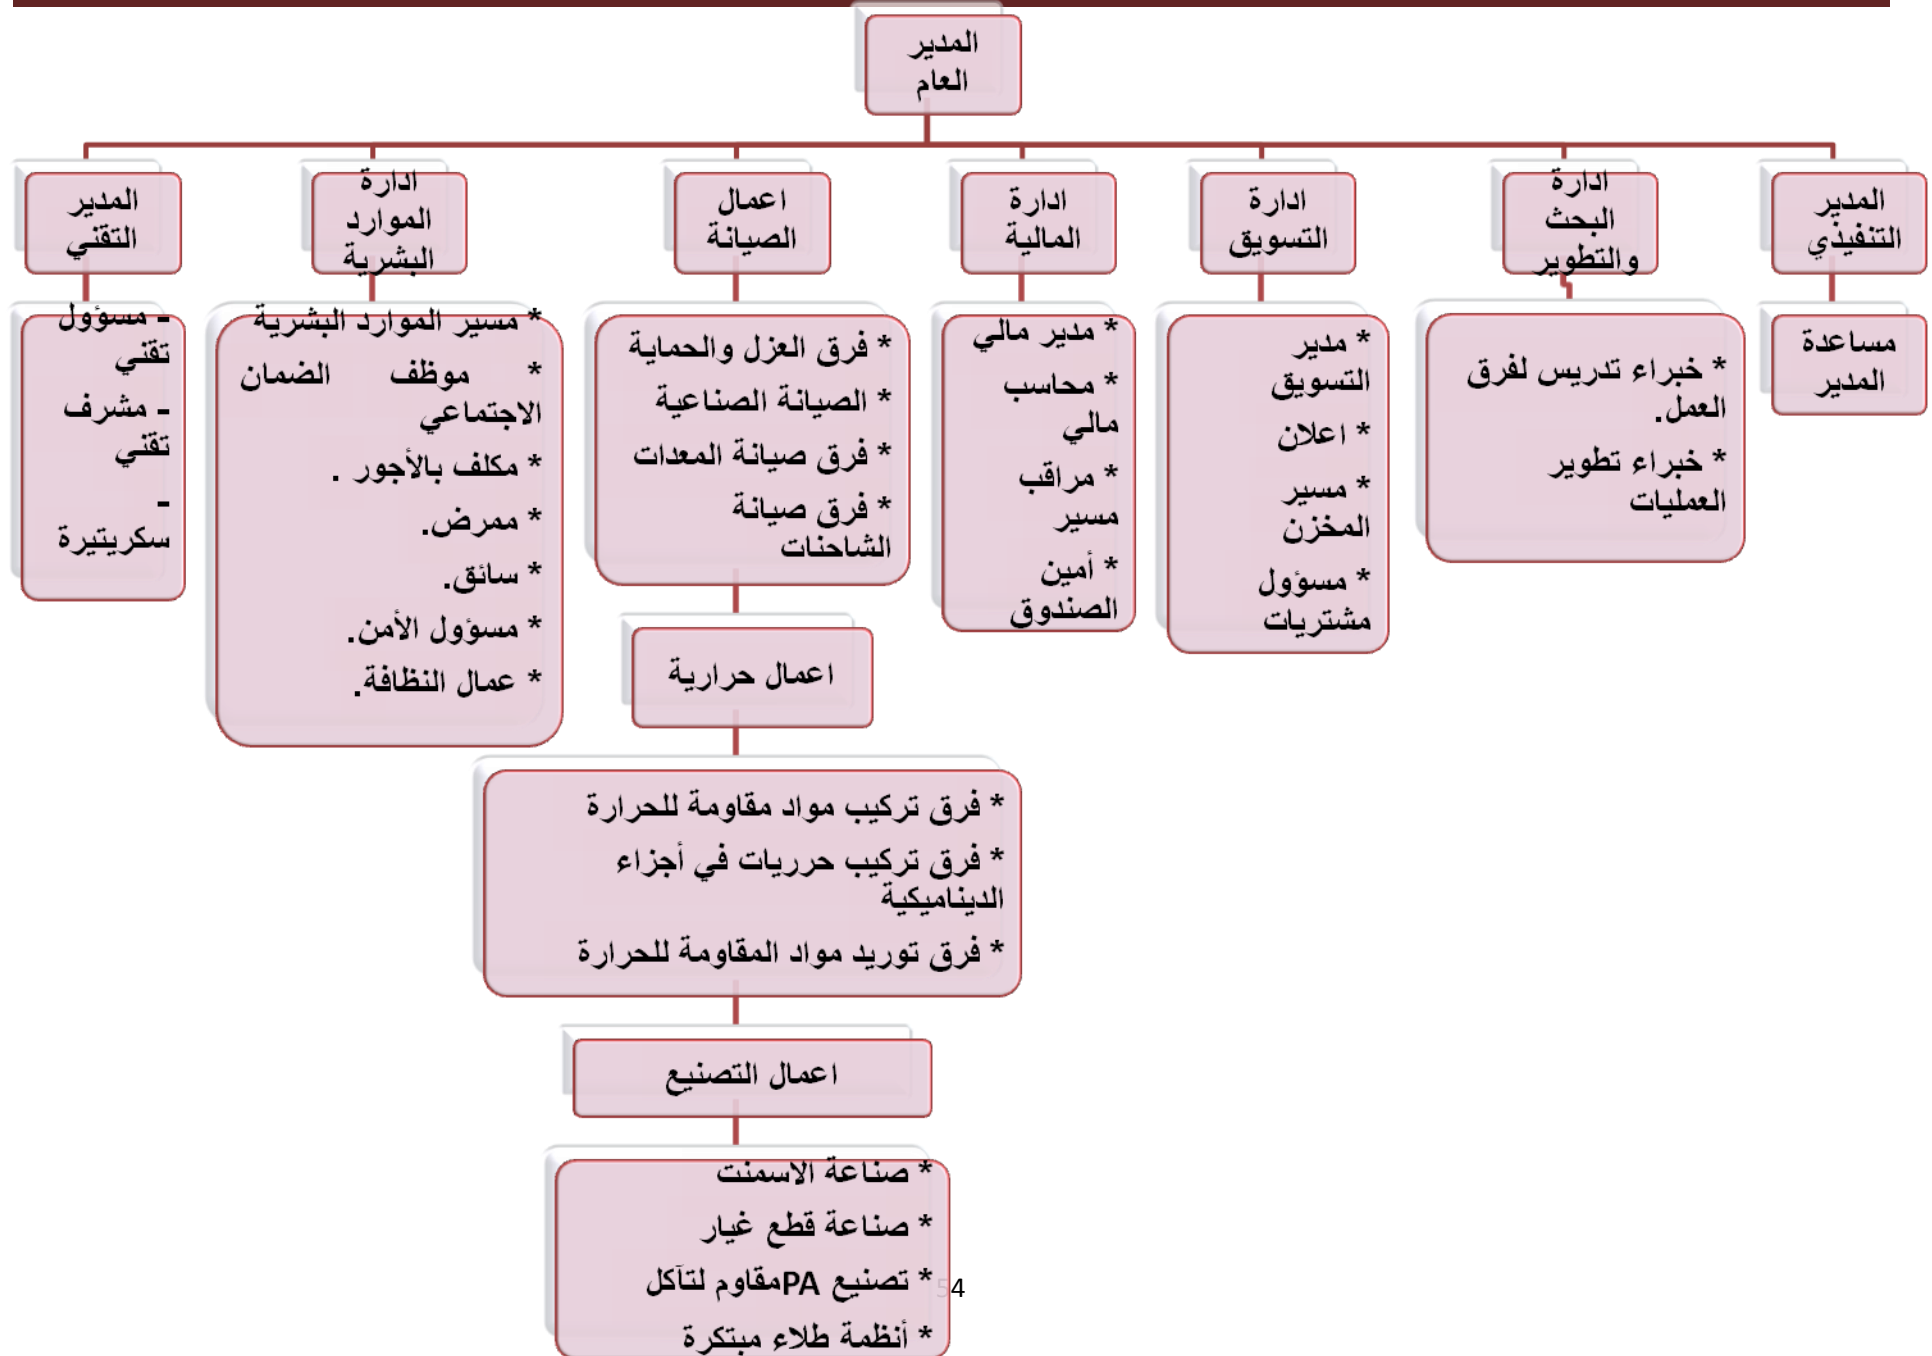 المدير
العام
المدير
التنفيذي
مساعدة
المدير
ادارة
البحث
والتطوير
* خبراء تدريس لفرق
العمل.
* خبراء تطوير
العمليات
ادارة
التسويق
* مدير
التسويق
* اعلان
* مسير
المخزن
* مسؤول
مشتريات
ادارة
المالية
* مدير مالي
* محاسب
مالي
* مراقب
مسير
* أمين
الصندوق
اعمال
الصيانة
* فرق العزل والحماية
* الصيانة الصناعية
* فرق صيانة المعدات
* فرق صيانة
الشاحنات
اعمال حرارية
* فرق تركيب مواد مقاومة للحرارة
* فرق تركيب حرريات في أجزاء
الديناميكية
* فرق توريد مواد المقاومة للحرارة
اعمال التصنيع
* صناعة الاسمنت
* صناعة قطع غيار
* تصنيع PAمقاوم لتآكل
* أنظمة طلاء مبتكرة
ادارة
الموارد
البشرية
* مسير الموارد البشرية
* موظف الضمان
الاجتماعي
* مكلف بالأجور .
* ممرض.
* سائق.
* مسؤول الأمن.
* عمال النظافة.
المدير
التقني
- مسؤول
تقني
- مشرف
تقني
-
سكريتيرة
54